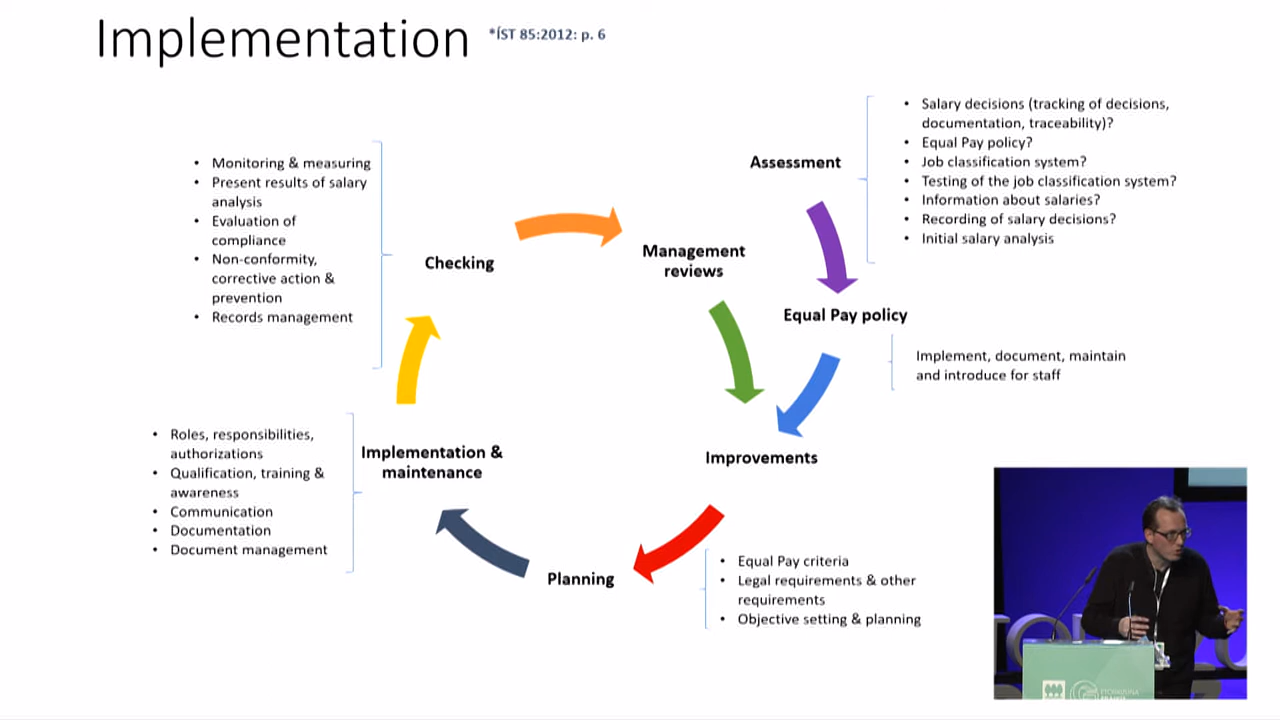 Implementation
*ÍST 85:2012: p. 6
• Salary decisions (tracking of decisions,
documentation, traceability)?
• Equal Pay policy?
• Job classification system?
• Testing of the job classification system?
• Information about salaries?
• Recording of salary decisions?
• Initial salary analysis
Assessment
• Monitoring & measuring
• Present results of salary
analysis
• Evaluation of
compliance
• Non-conformity,
corrective action &
prevention
• Records management
Checking
Management
reviews
Equal Pay policy
Implement, document, maintain
and introduce for staff
• Roles, responsibilities,
authorizations
• Qualification, training &
awareness
• Communication
• Documentation
• Document management
Implementation &
maintenance
Improvements
Planning
• Equal Pay criteria
• Legal requirements & other
requirements
• Objective setting & planning